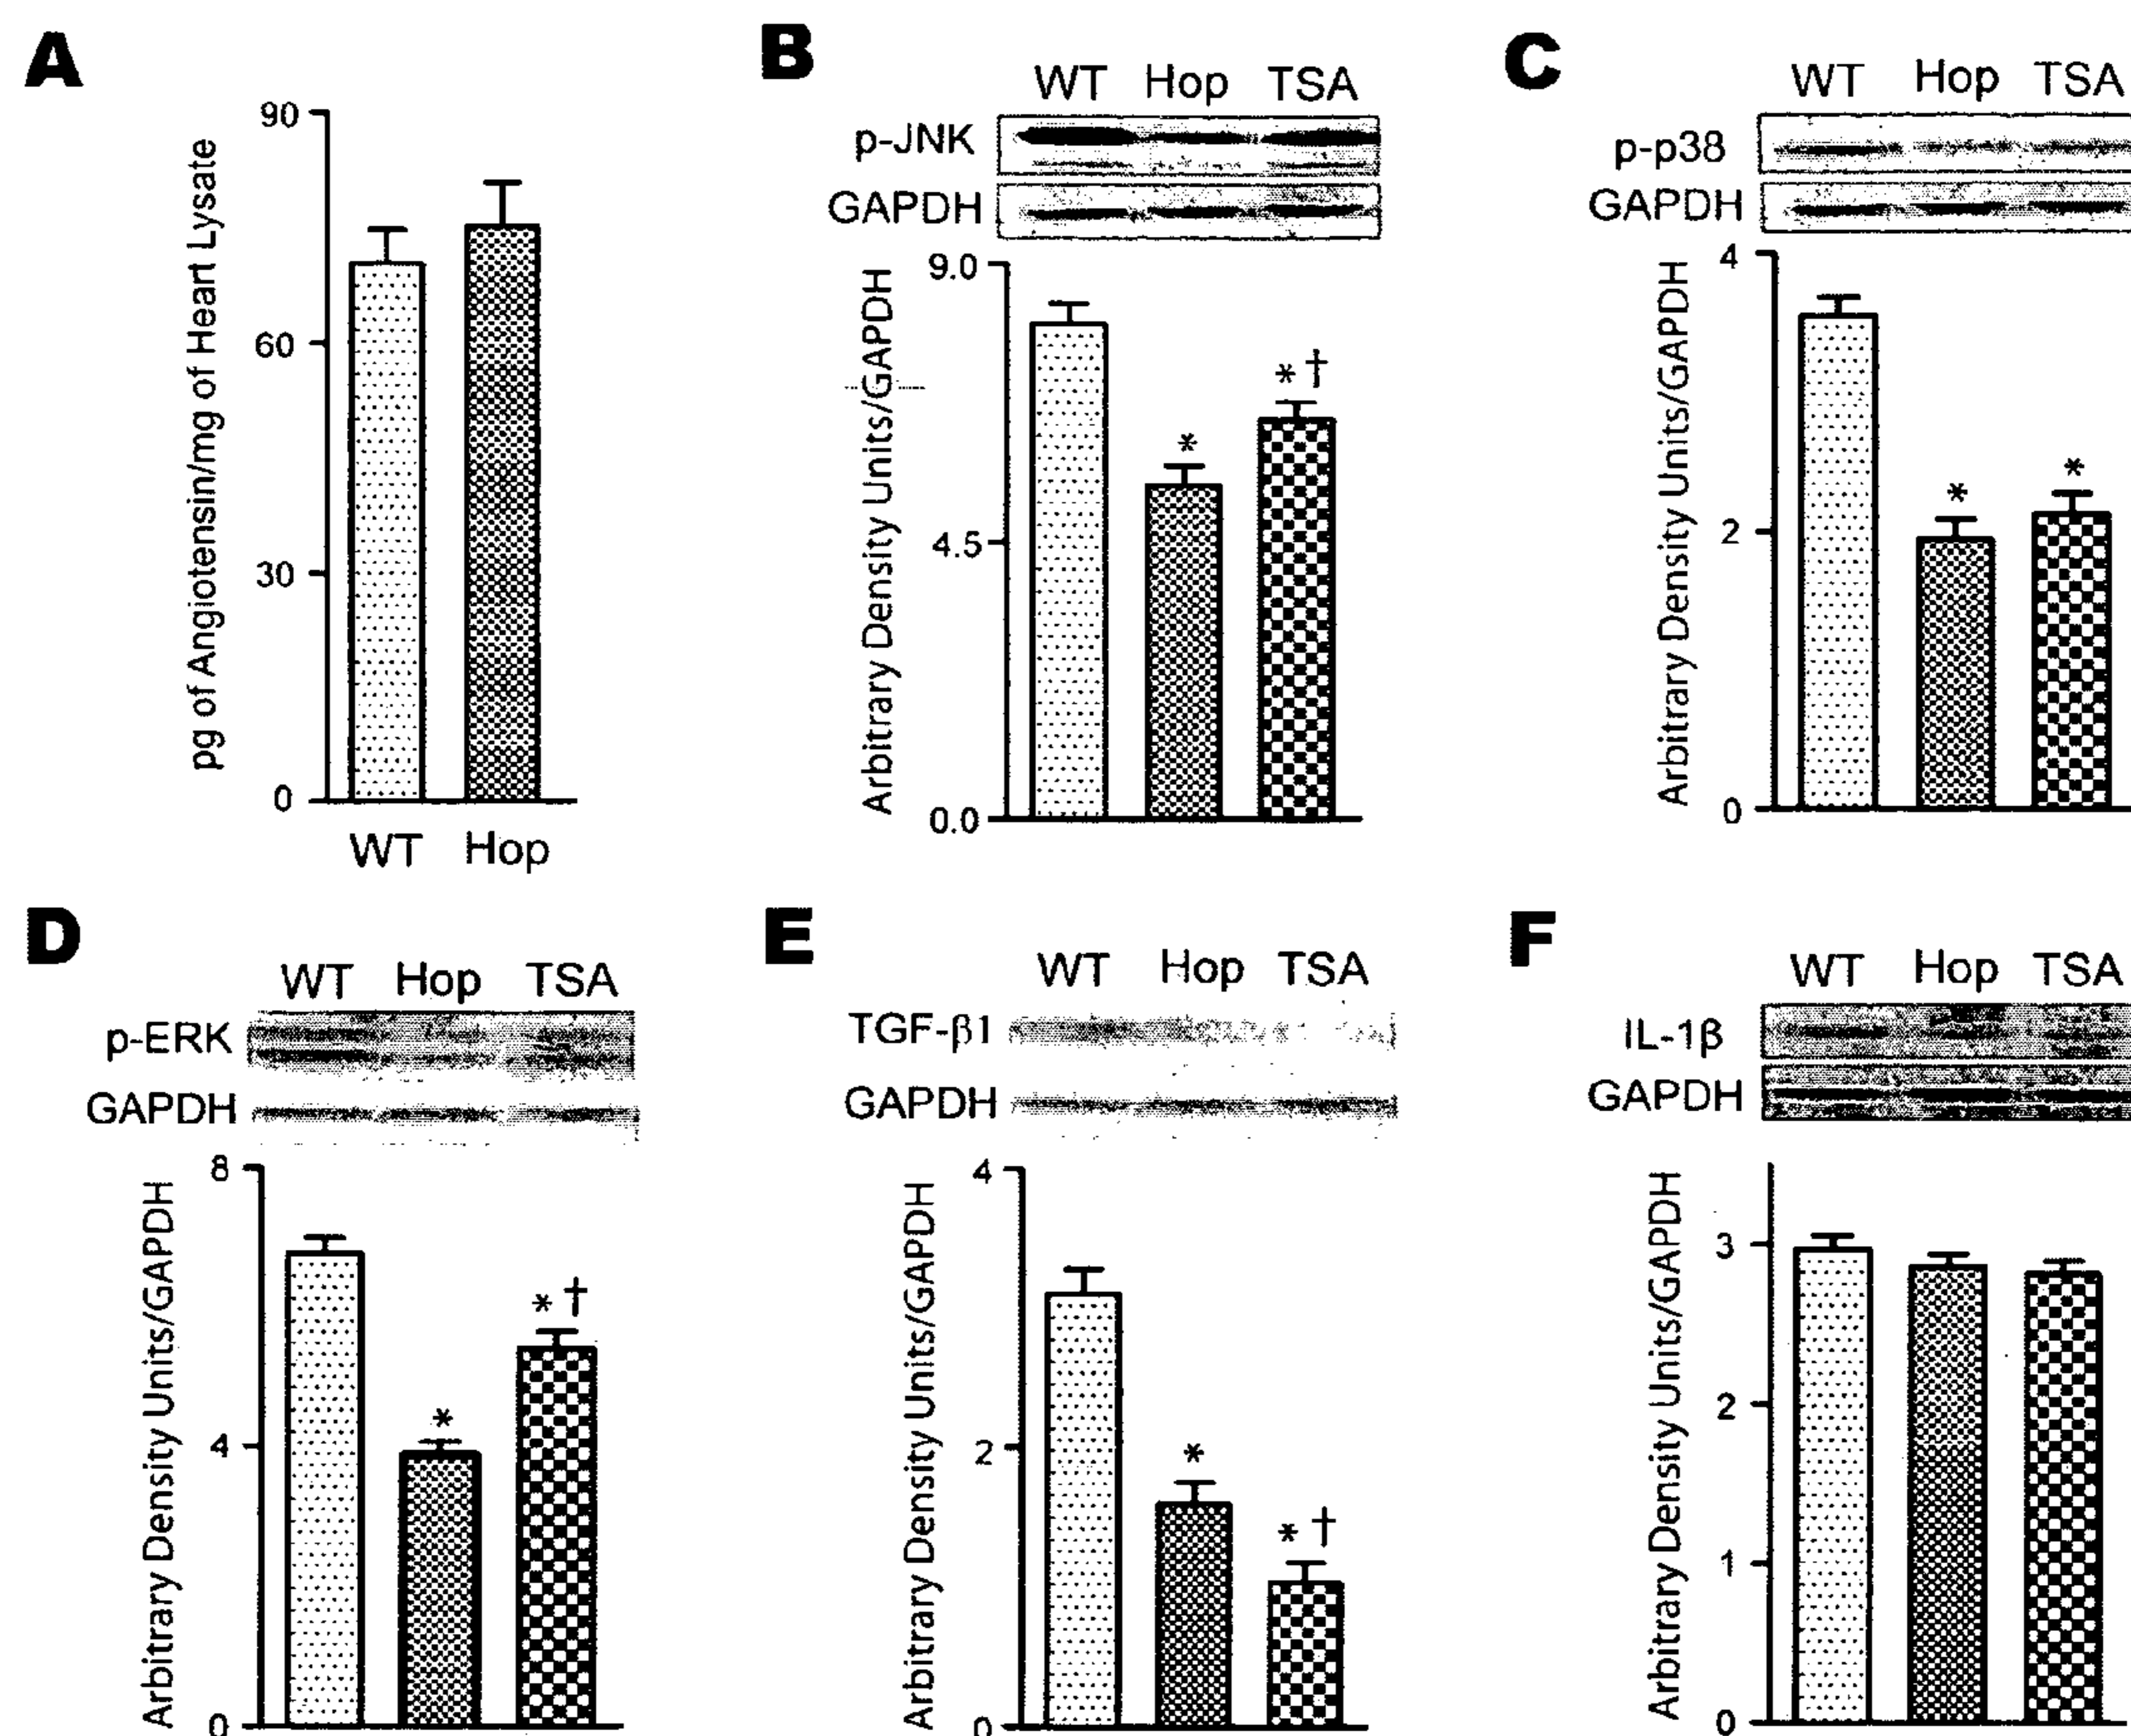 A
pg of Angiotensin/mg of Heart Lysate
90
60
30
0
WT Hop
B
WT Hop TSA
p-JNK
GAPDH
Arbitrary Density Units/GAPDH
9.0
4.5
0.0
*
* †
C
WT Hop TSA
p-p38
GAPDH
Arbitrary Density Units/GAPDH
4
2
0
*
*
D
WT Hop TSA
p-ERK
GAPDH
Arbitrary Density Units/GAPDH
8
4
0
*
* †
E
WT Hop TSA
TGF-β1
GAPDH
Arbitrary Density Units/GAPDH
4
2
0
*
* †
F
WT Hop TSA
IL-1β
GAPDH
Arbitrary Density Units/GAPDH
3
2
1
0